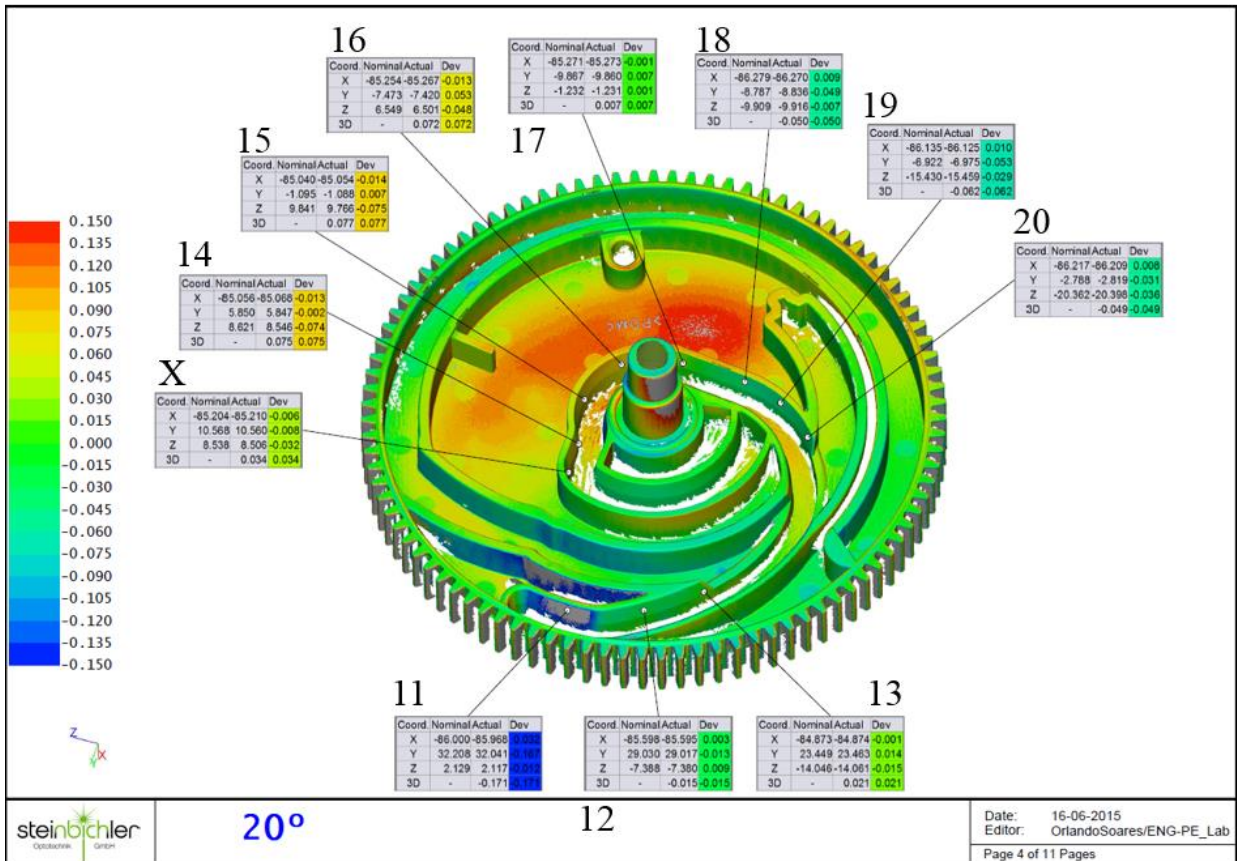 16
Coord. Nominal Actual Dev
X -85.254 -85.267 -0.013
Y -7.473 -7.420 0.053
Z 6.549 6.501 -0.048
3D - 0.072 0.072
Coord. Nominal Actual Dev
X -85.271 -85.273 -0.001
Y -9.867 -9.860 0.007
Z -1.232 -1.231 0.001
3D - 0.007 0.007
17
18
Coord. Nominal Actual Dev
X -86.279 -86.270 0.009
Y -8.787 -8.836 -0.049
Z -9.909 -9.916 -0.007
3D - -0.050 -0.050
19
Coord. Nominal Actual Dev
X -86.135 -86.125 0.010
Y -6.922 -6.975 -0.053
Z -15.430 -15.459 -0.029
3D - -0.062 -0.062
15
Coord. Nominal Actual Dev
X -85.040 -85.054 -0.014
Y -1.095 -1.088 0.007
Z 9.841 9.766 -0.075
3D - 0.077 0.077
20
Coord. Nominal Actual Dev
X -86.217 -86.209 0.008
Y -2.788 -2.819 -0.031
Z -20.362 -20.398 -0.036
3D - -0.049 -0.049
14
Coord. Nominal Actual Dev
X -85.056 -85.068 -0.013
Y 5.850 5.847 -0.002
Z 8.621 8.546 -0.074
3D - 0.075 0.075
X
Coord. Nominal Actual Dev
X -85.204 -85.210 -0.006
Y 10.568 10.560 -0.008
Z 8.538 8.506 -0.032
3D - 0.034 0.034
0.150
0.135
0.120
0.105
0.090
0.075
0.060
0.045
0.030
0.015
0.000
-0.015
-0.030
-0.045
-0.060
-0.075
-0.090
-0.105
-0.120
-0.135
-0.150
Z
X
Y
11
Coord. Nominal Actual Dev
X -86.000 -85.968 0.032
Y 32.208 32.041 -0.167
Z 2.129 2.117 -0.012
3D - -0.171 -0.171
Coord. Nominal Actual Dev
X -85.598 -85.595 0.003
Y 29.030 29.017 -0.013
Z -7.388 -7.380 0.009
3D - -0.015 -0.015
12
13
Coord. Nominal Actual Dev
X -84.873 -84.874 -0.001
Y 23.449 23.463 0.014
Z -14.046 -14.061 -0.015
3D - 0.021 0.021
steinbichler
Optotechnik GmbH
20º
Date: 16-06-2015
Editor: OrlandoSoares/ENG-PE_Lab
Page 4 of 11 Pages